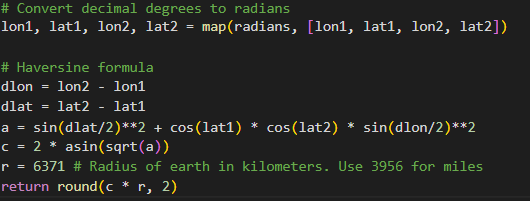 # Convert decimal degrees to radians
lon1, lat1, lon2, lat2 = map(radians, [lon1, lat1, lon2, lat2])
# Haversine formula
dlon = lon2 - lon1
dlat = lat2 - lat1
a = sin(dlat/2)**2 + cos(lat1) * cos(lat2) * sin(dlon/2)**2
c = 2 * asin(sqrt(a))
r = 6371 # Radius of earth in kilometers. Use 3956 for miles
return round(c * r, 2)